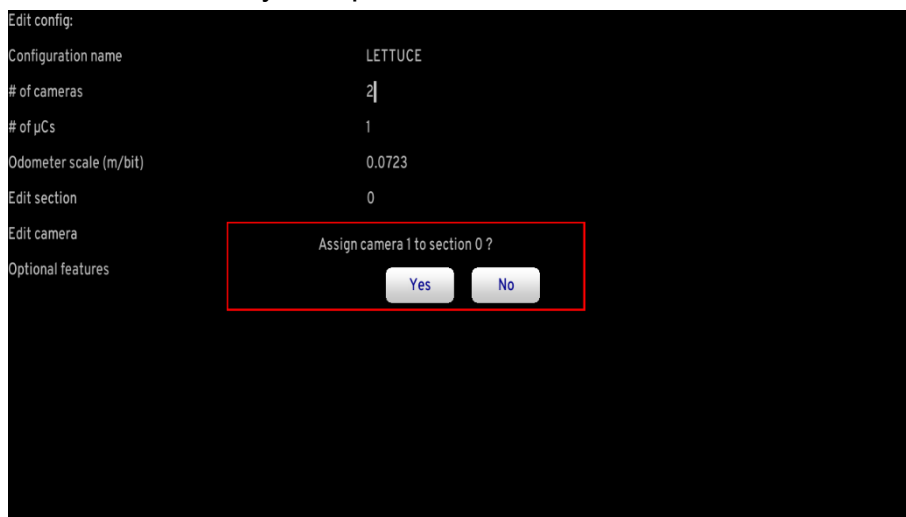 Edit config:
Configuration name LETTUCE
# of cameras 2
# of µCs 1
Odometer scale (m/bit) 0.0723
Edit section 0
Edit camera
Assign camera 1 to section 0 ?
Optional features
Yes No